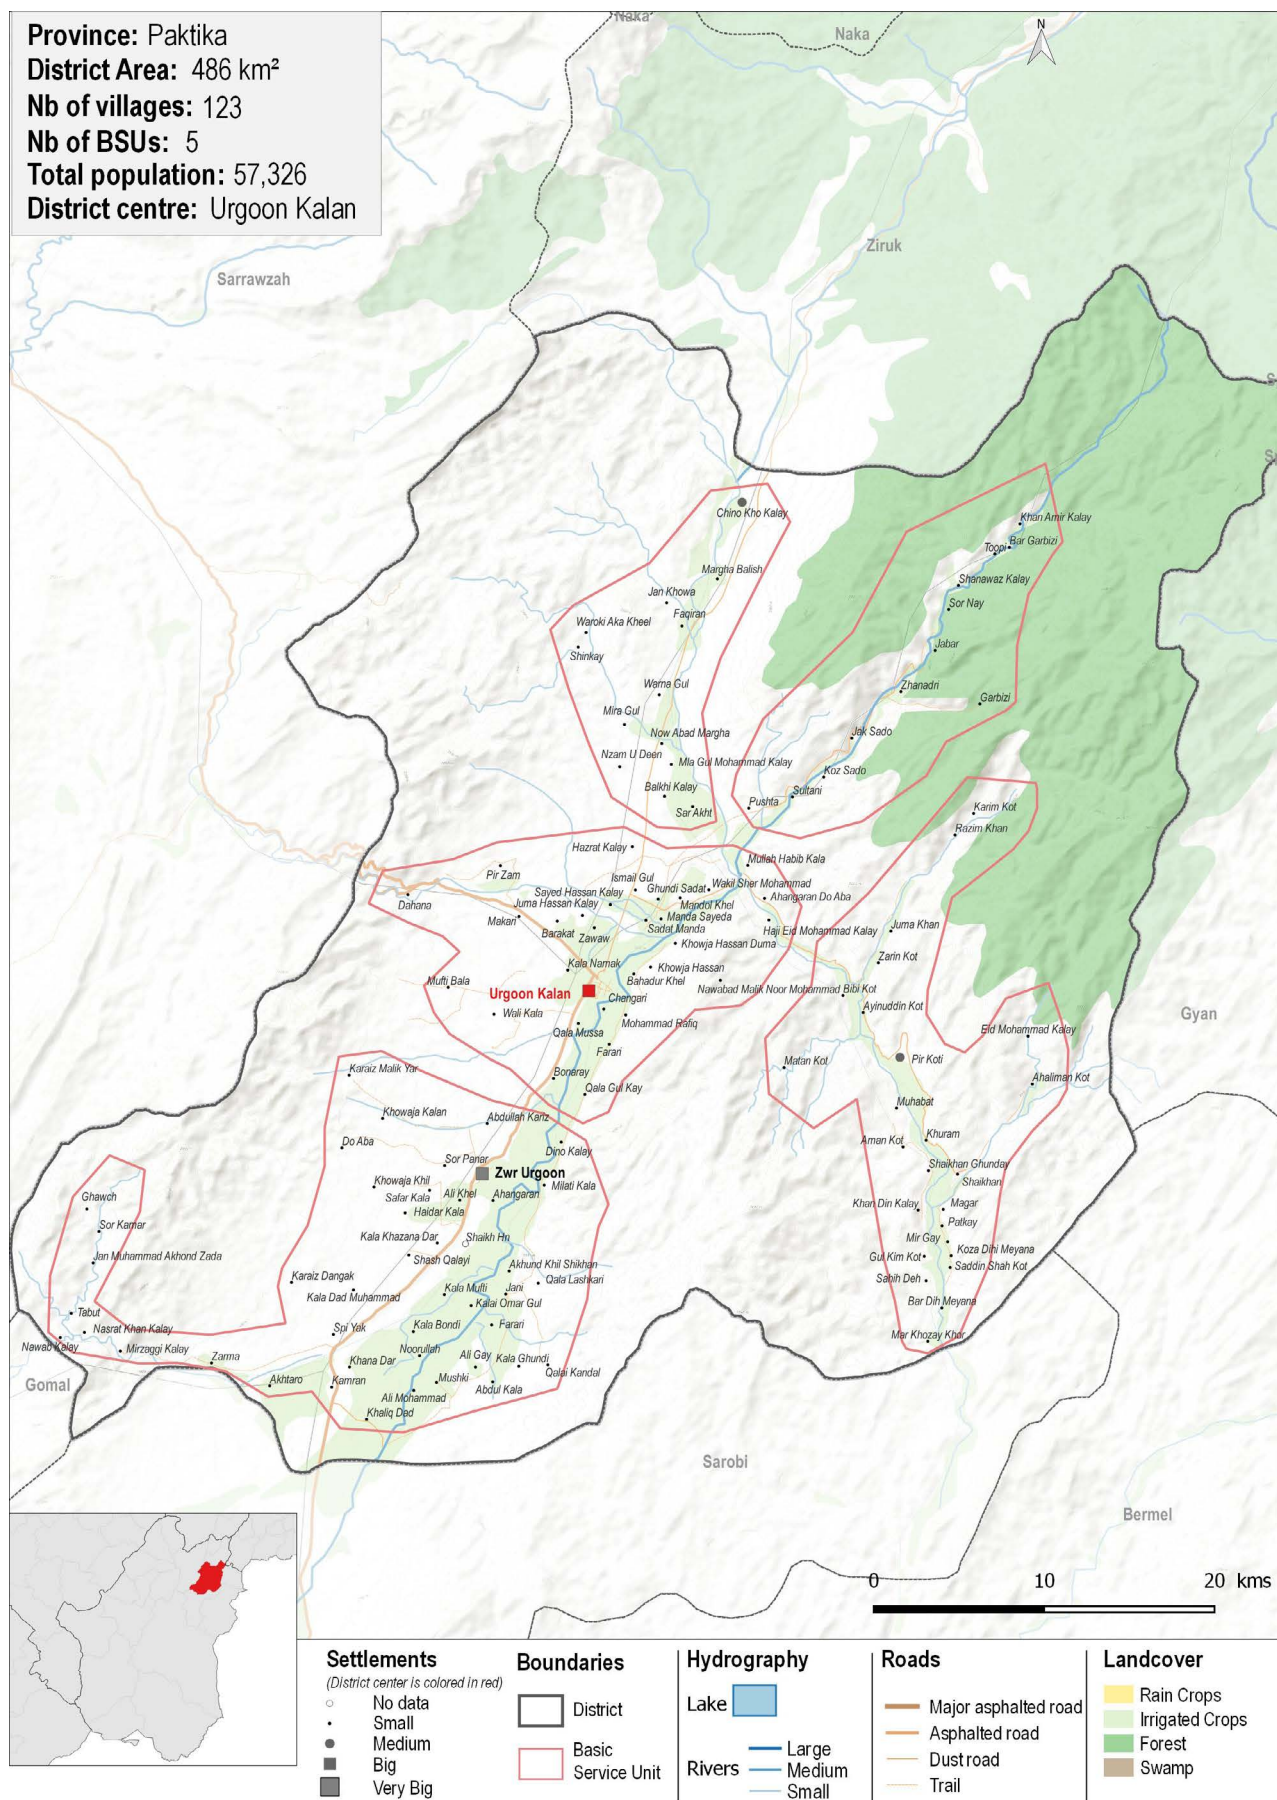 Province: Paktika
District Area: 486 km²
Nb of villages: 123
Nb of BSUs: 5
Total population: 57,326
District centre: Urgoon Kalan
Naka
Naka
N
Sarrawzah
Ziruk
Chino Kho Kalay
Khan Amir Kalay
Bar Garbizi
Toopi
Margha Balish
Shanawaz Kalay
Jan Khowa
Sor Nay
Faqiran
Waroki Aka Kheel
Shinkay
Jabar
Warna Gul
Zhanadri
Garbizi
Mira Gul
Now Abad Margha
Jak Sado
Nzam U Deen
Mla Gul Mohammad Kalay
Koz Sado
Balkhi Kalay
Sultani
Pushta
Sar Akht
Karim Kot
Razim Khan
Hazrat Kalay
Mullah Habib Kala
Pir Zam
Ismail Gul
Ghundi Sadat
Wakil Sher Mohammad
Sayed Hassan Kalay
Dahana
Juma Hassan Kalay
Mandol Khel
Ahangaran Do Aba
Makari
Manda Sayeda
Barakat
Zawaw
Sadat Manda
Haji Eid Mohammad Kalay
Juma Khan
Khowja Hassan Duma
Zarin Kot
Kala Namak
Khowja Hassan
Mufti Bala
Bahadur Khel
Nawabad Malik Noor Mohammad
Bibi Kot
Urgoon Kalan
Changari
Ayinuddin Kot
Gyan
Wali Kala
Mohammad Rafiq
Qala Mussa
Eid Mohammad Kalay
Farari
Pir Koti
Matan Kot
Karaiz Malik Yar
Bonaray
Ahaliman Kot
Qala Gul Kay
Muhabat
Khowaja Kalan
Abdullah Kariz
Do Aba
Dino Kalay
Aman Kot
Khuram
Sor Panar
Zwr Urgoon
Shaikhan Ghunday
Shaikhan
Khowaja Khil
Milati Kala
Ghawch
Safar Kala
Ali Khel
Ahangaran
Khan Din Kalay
Magar
Haidar Kala
Sor Kamar
Patkay
Kala Khazana Dar
Shaikh Hn
Mir Gay
Jan Muhammad Akhond Zada
Shash Qalayi
Gul Kim Kot
Koza Dihi Meyana
Akhund Khil Shikhan
Saddin Shah Kot
Karaiz Dangak
Qala Lashkari
Sabih Deh
Kala Dad Muhammad
Kala Mufti
Jani
Kalai Omar Gul
Bar Dih Meyana
Tabut
Kala Bondi
Farari
Nasrat Khan Kalay
Spi Yak
Mar Khozay Khor
Nawab Kalay
Mirzaggi Kalay
Noorullah
Zarma
Khana Dar
Ali Gay
Kala Ghundi
Qalai Kandal
Gomal
Akhtaro
Kamran
Mushki
Abdul Kala
Ali Mohammad
Khaliq Dad
Sarobi
Bermel
0 10 20 kms
Settlements
(District center is colored in red)
No data
Small
Medium
Big
Very Big
Boundaries
District
Basic
Service Unit
Hydrography
Lake
Rivers
Large
Medium
Small
Roads
Major asphalted road
Asphalted road
Dust road
Trail
Landcover
Rain Crops
Irrigated Crops
Forest
Swamp